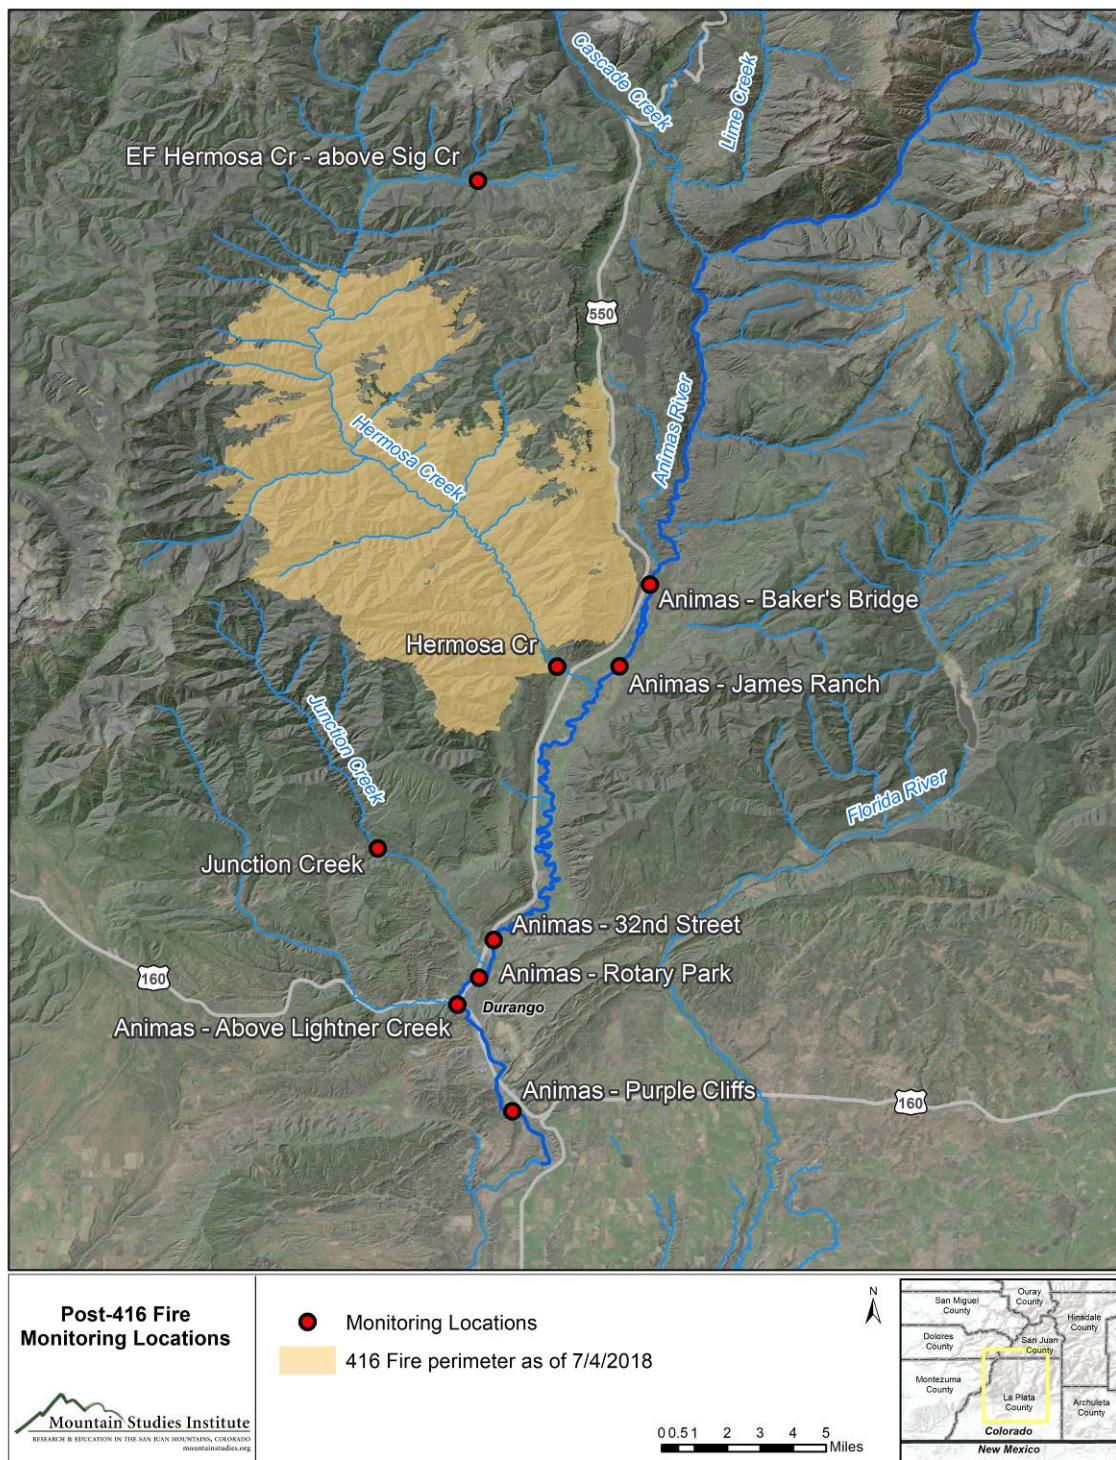 Cascade Creek
Lime Creek
EF Hermosa Cr - above Sig Cr
550
Animas River
Hermosa Creek
Animas - Baker's Bridge
Hermosa Cr
Animas - James Ranch
Junction Creek
Florida River
Junction Creek
Animas - 32nd Street
160
Animas - Rotary Park
Durango
Animas - Above Lightner Creek
Animas - Purple Cliffs
160
Post-416 Fire
Monitoring Locations
Mountain Studies Institute
RESEARCH & EDUCATION IN THE SAN JUAN MOUNTAINS, COLORADO
mountainstudies.org
Monitoring Locations
416 Fire perimeter as of 7/4/2018
N
0 0.5 1 2 3 4 5
Miles
San Miguel
County
Ouray
County
Hinsdale
County
Dolores
County
San Juan
County
Montezuma
County
La Plata
County
Archuleta
County
Colorado
New Mexico